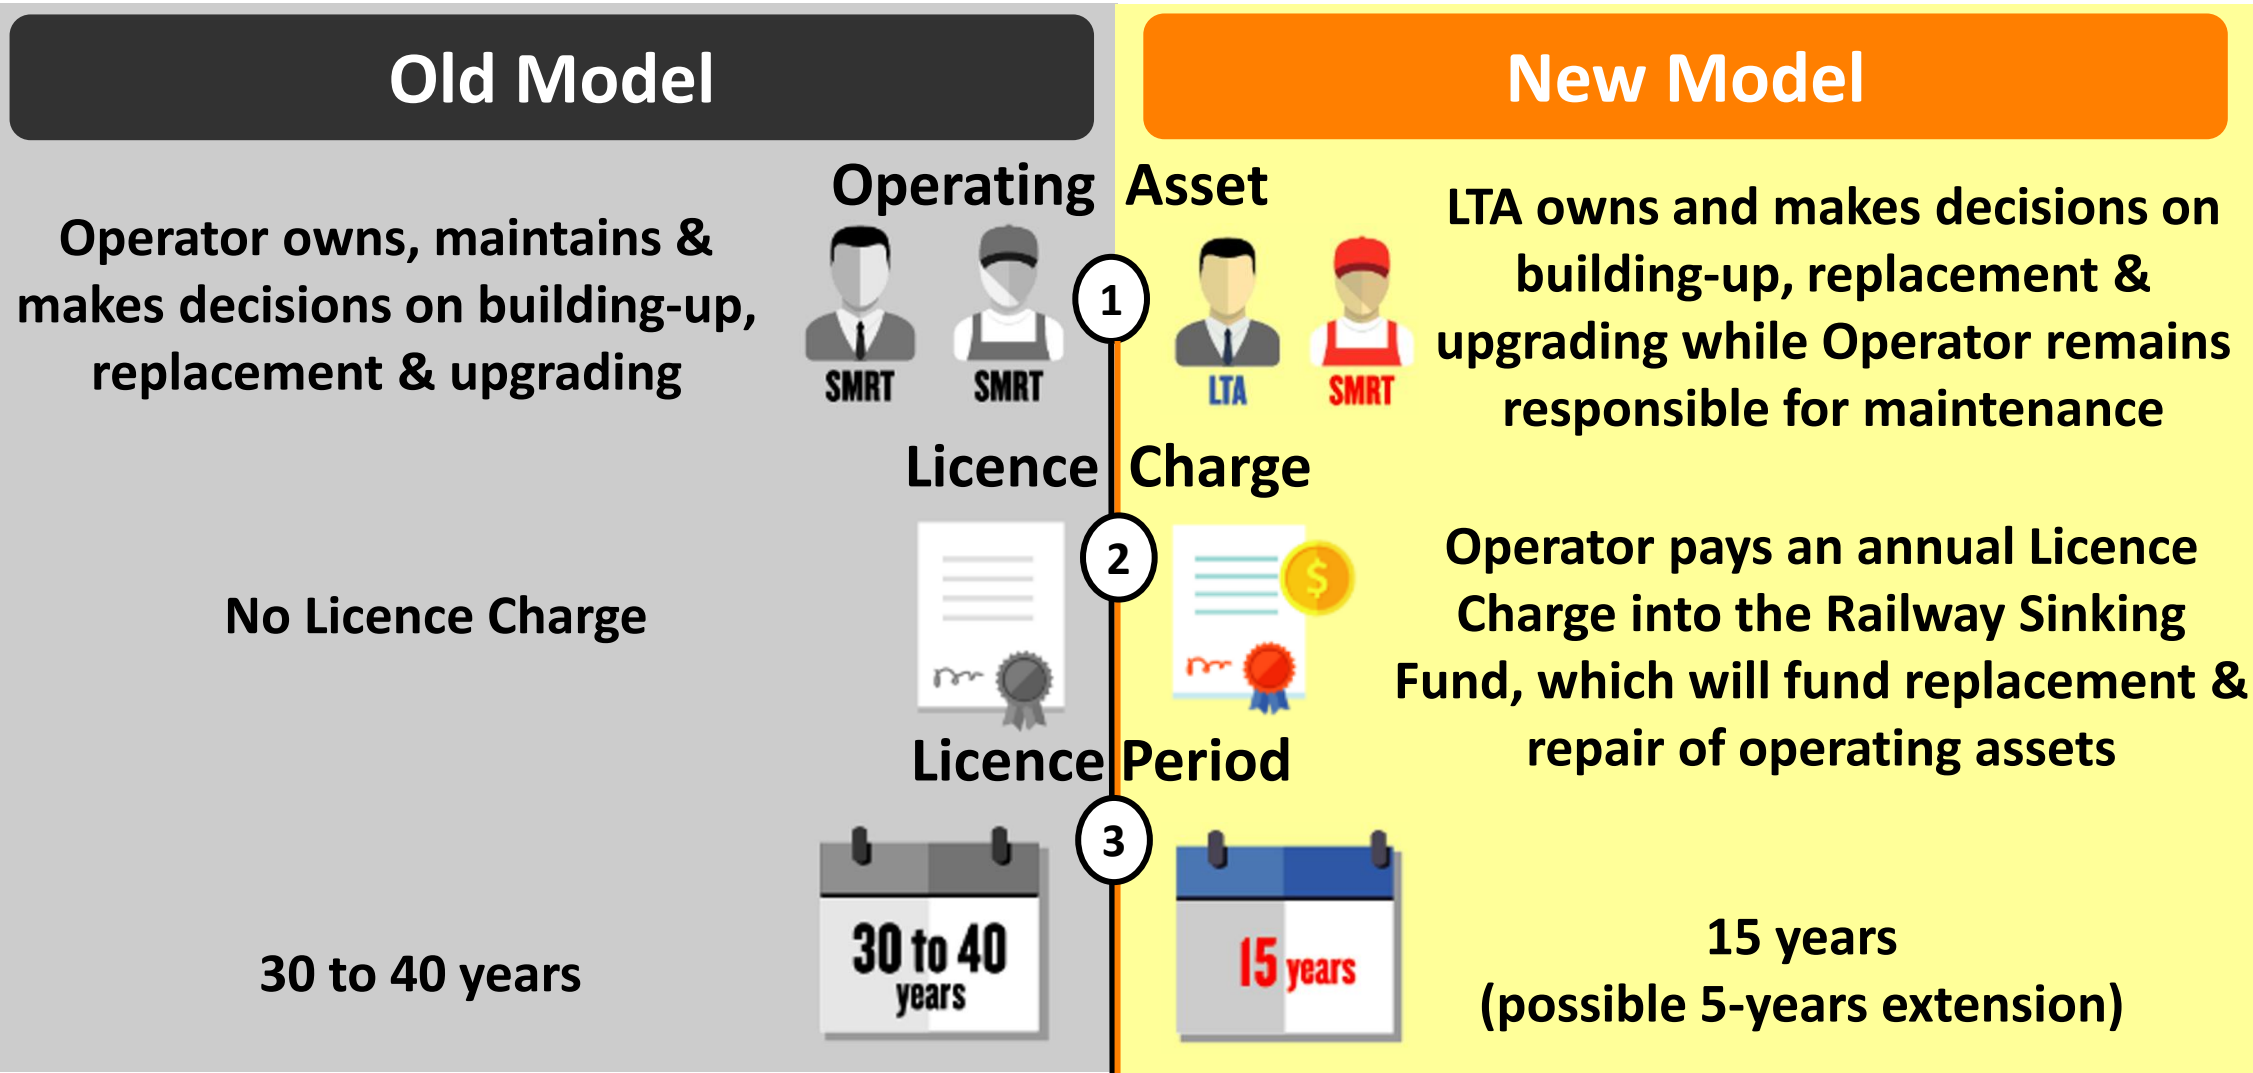 Old Model
New Model
Operating Asset
Operator owns, maintains &
makes decisions on building-up,
replacement & upgrading
SMRT
SMRT
1
LTA
SMRT
LTA owns and makes decisions on
building-up, replacement &
upgrading while Operator remains
responsible for maintenance
Licence Charge
No Licence Charge
2
$
Operator pays an annual Licence
Charge into the Railway Sinking
Fund, which will fund replacement &
repair of operating assets
Licence Period
30 to 40 years
30 to 40
years
3
15 years
15 years
(possible 5-years extension)